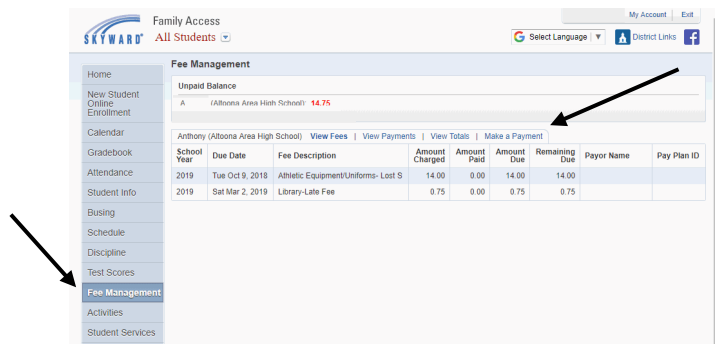 My Account | Exit
SKYWARD®
Family Access
All Students
G Select Language ▼
District Links
f
Home
New Student
Online
Enrollment
Calendar
Gradebook
Attendance
Student Info
Busing
Schedule
Discipline
Test Scores
Fee Management
Activities
Student Services
Fee Management
Unpaid Balance
A (Altoona Area High School): 14.75
Anthony (Altoona Area High School) View Fees | View Payments | View Totals | Make a Payment
School Year Due Date Fee Description Amount Charged Amount Paid Amount Due Remaining Due Payor Name Pay Plan ID
2019 Tue Oct 9, 2018 Athletic Equipment/Uniforms- Lost S 14.00 0.00 14.00 14.00
2019 Sat Mar 2, 2019 Library-Late Fee 0.75 0.00 0.75 0.75